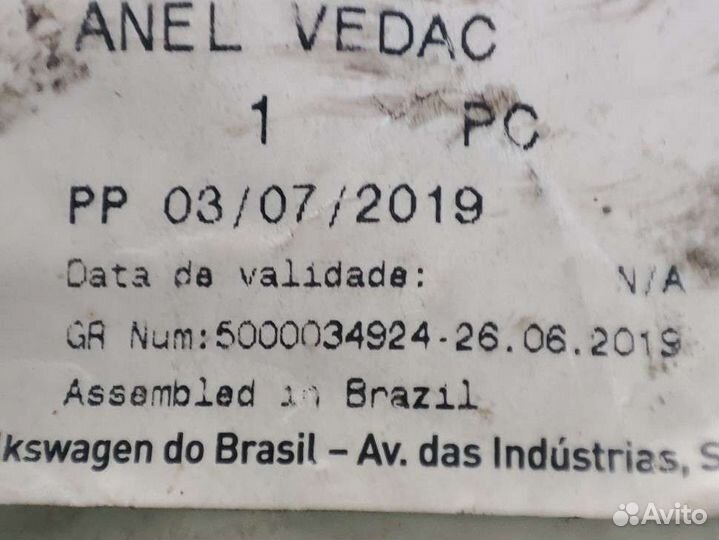 ANEL VEDAC
1 PC
PP 03/07/2019
Data de validade: N/A
GR Num:5000034924-26.06.2019
Assembled in Brazil
lkswagen do Brasil – Av. das Indústrias, S
Avito